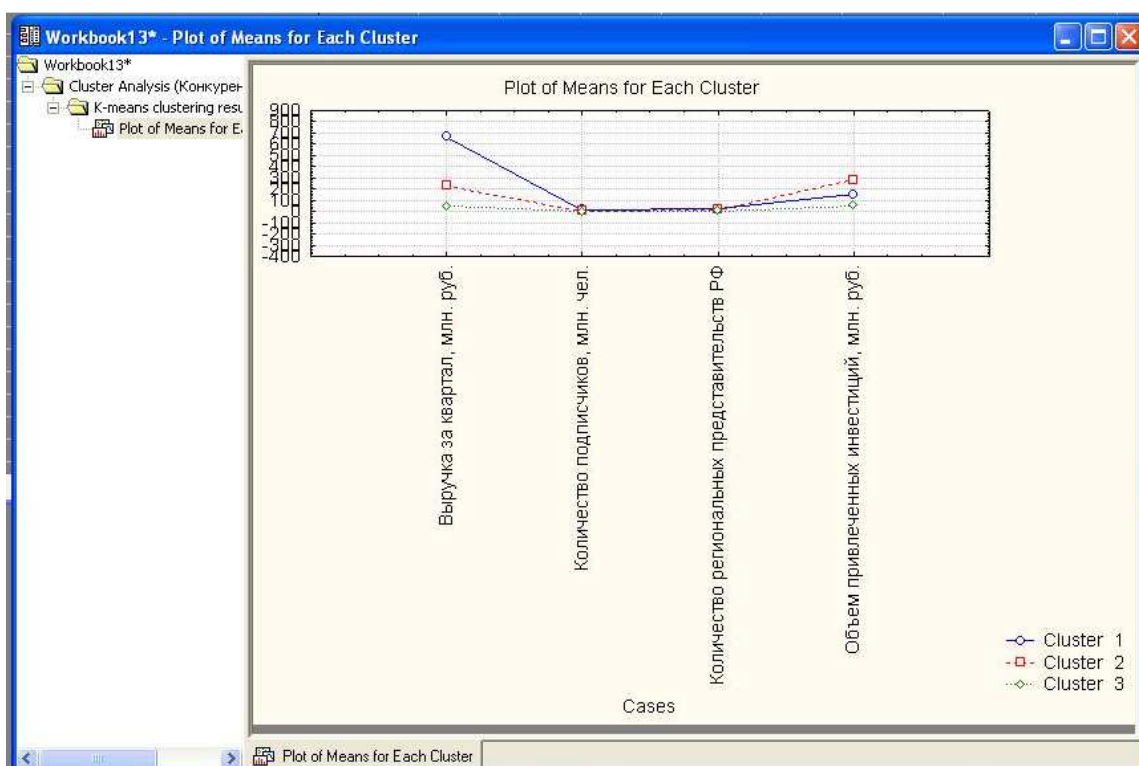 Workbook13* - Plot of Means for Each Cluster
Workbook13*
Cluster Analysis (Конкурен
K-means clustering resu
Plot of Means for E
Plot of Means for Each Cluster
900
800
700
600
500
400
300
200
100
-100
-200
-300
-400
Выручка за квартал, млн. руб.
Количество подписчиков, млн. чел.
Количество региональных представительств РФ
Объем привлеченных инвестиций, млн. руб.
Cases
Cluster 1
Cluster 2
Cluster 3
Plot of Means for Each Cluster